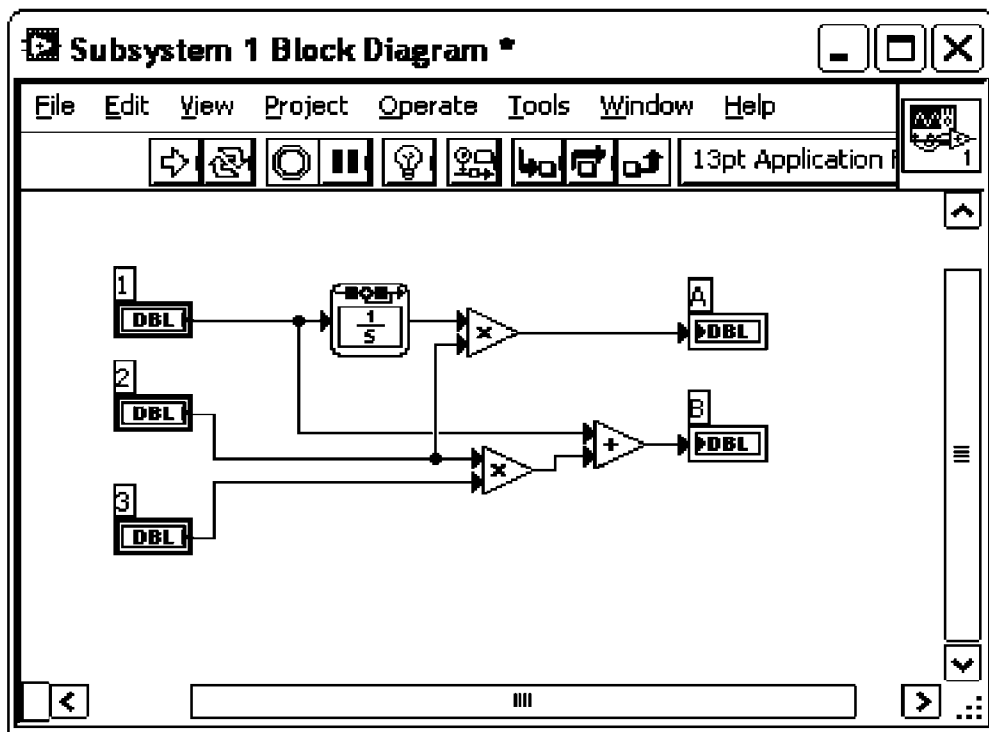 Subsystem 1 Block Diagram *
File Edit View Project Operate Tools Window Help
13pt Application F
1
1
DBL
2
DBL
3
DBL
1
S
×
×
+
A
DBL
B
DBL